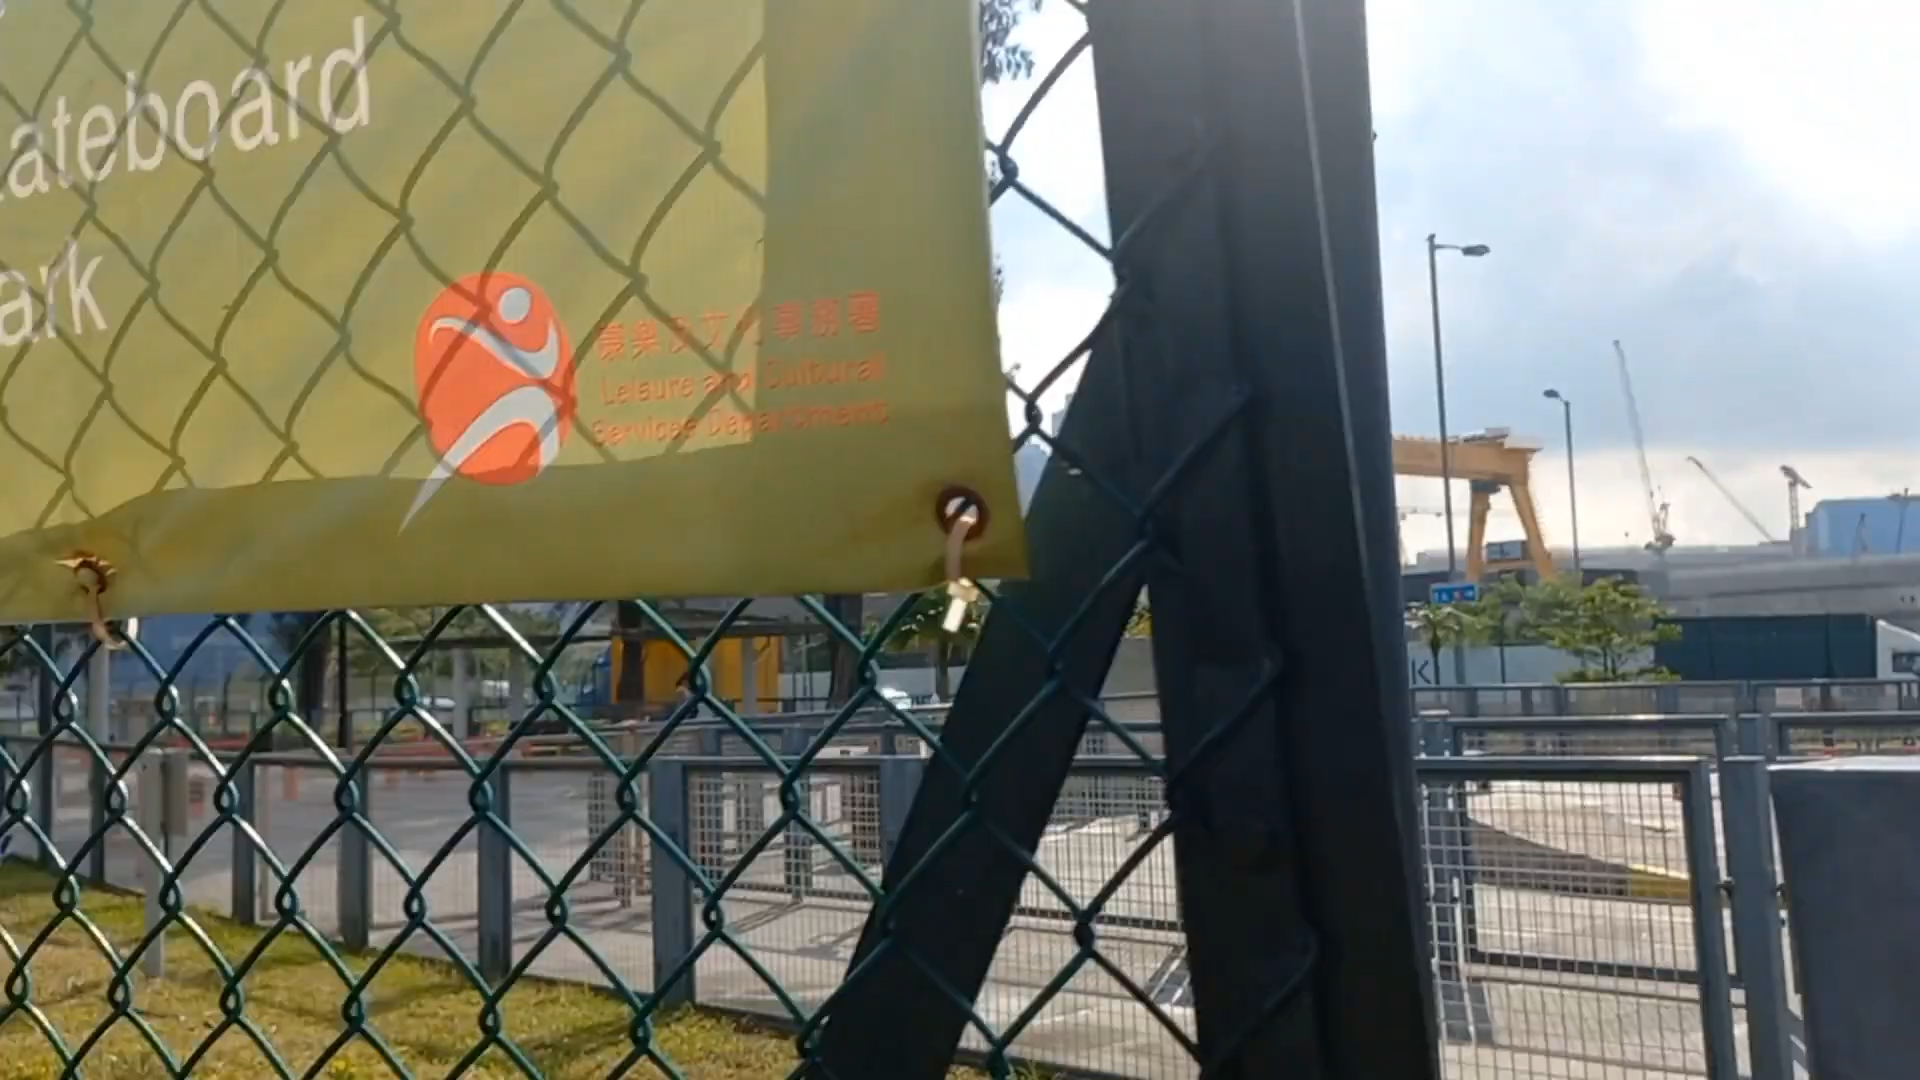 ateboard
ark
康樂及文化事務署
Leisure and Cultural
Services Department
K